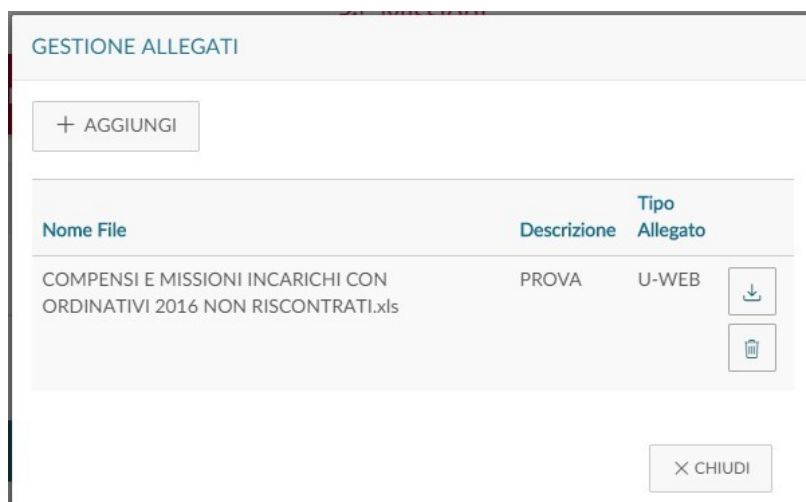 GESTIONE ALLEGATI
+ AGGIUNGI
Tipo
Nome File Descrizione Allegato
COMPENSI E MISSIONI INCARICHI CON PROVA U-WEB
ORDINATIVI 2016 NON RISCONTRATI.xls
× CHIUDI